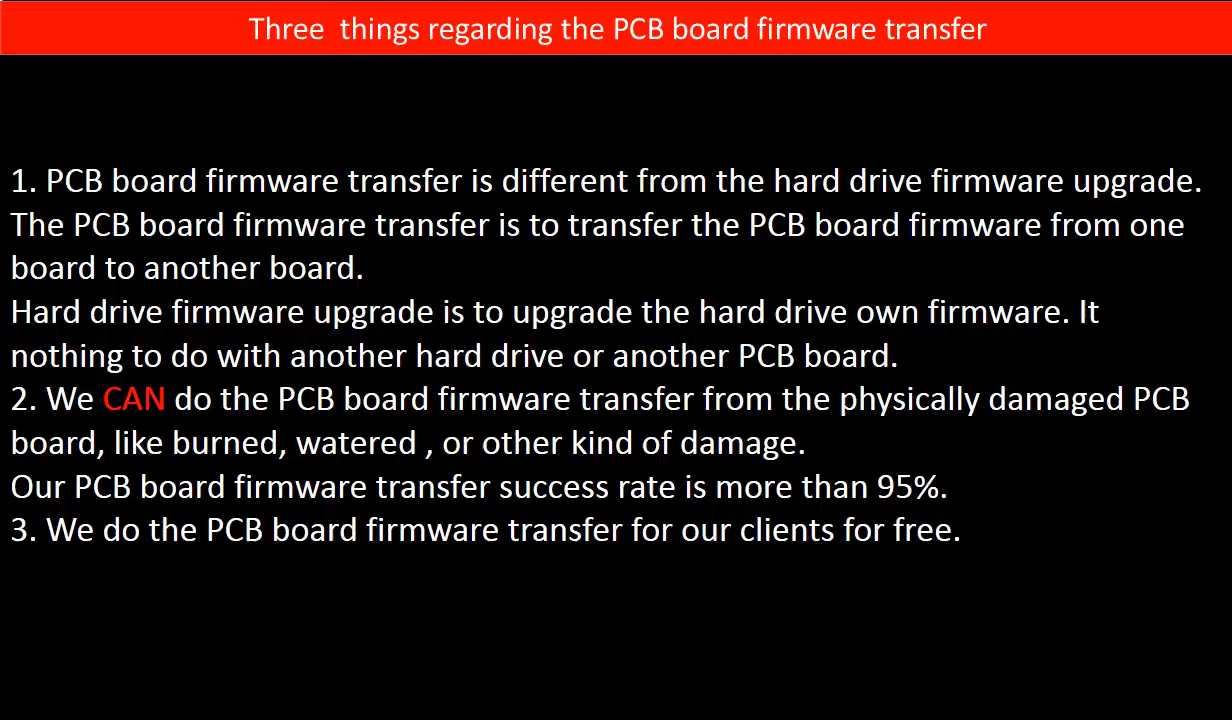 Three  things regarding the PCB board firmware transfer
1. PCB board firmware transfer is different from the hard drive firmware upgrade.
The PCB board firmware transfer is to transfer the PCB board firmware from one
board to another board.
Hard drive firmware upgrade is to upgrade the hard drive own firmware. It
nothing to do with another hard drive or another PCB board.
2. We CAN do the PCB board firmware transfer from the physically damaged PCB
board, like burned, watered , or other kind of damage.
Our PCB board firmware transfer success rate is more than 95%.
3. We do the PCB board firmware transfer for our clients for free.